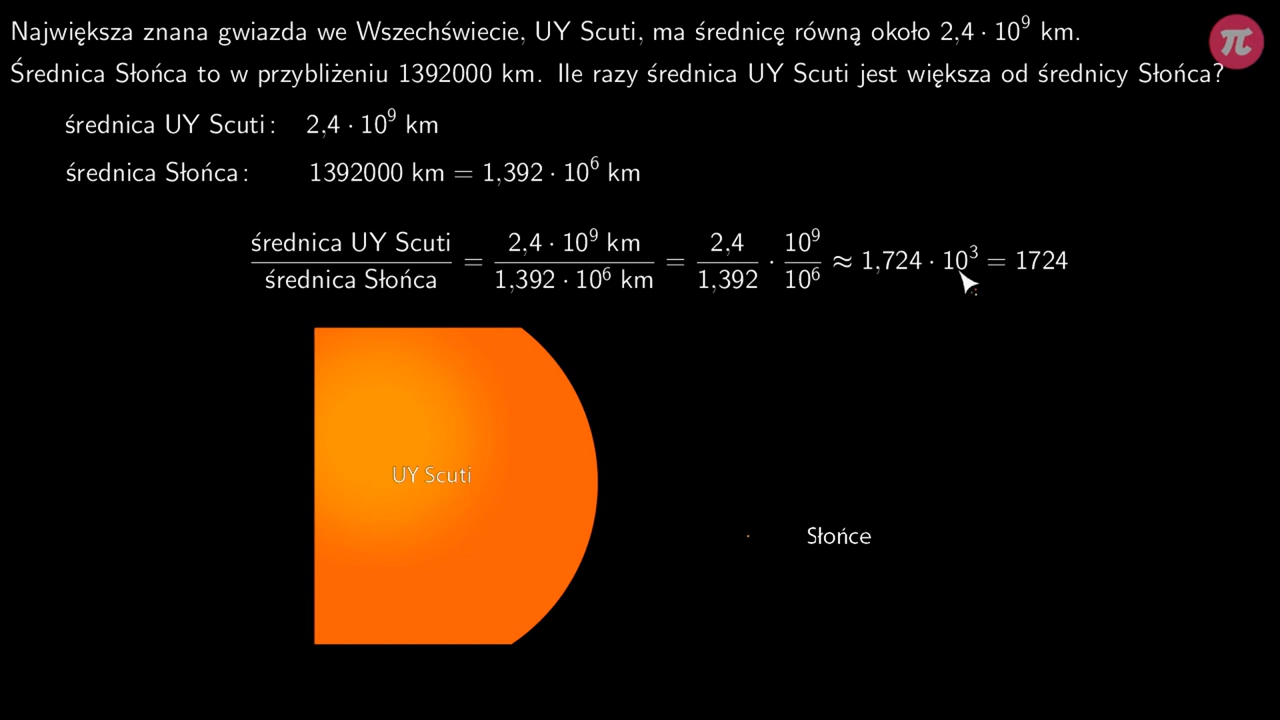 Największa znana gwiazda we Wszechświecie, UY Scuti, ma średnicę równą około 2,4 · 10⁹ km.
Średnica Słońca to w przybliżeniu 1392000 km. Ile razy średnica UY Scuti jest większa od średnicy Słońca?
średnica UY Scuti: 2,4 · 10⁹ km
średnica Słońca: 1392000 km = 1,392 · 10⁶ km
średnica UY Scuti / średnica Słońca = 2,4 · 10⁹ km / 1,392 · 10⁶ km = 2,4 / 1,392 · 10⁹ / 10⁶ ≈ 1,724 · 10³ = 1724
UY Scuti
Słońce
π